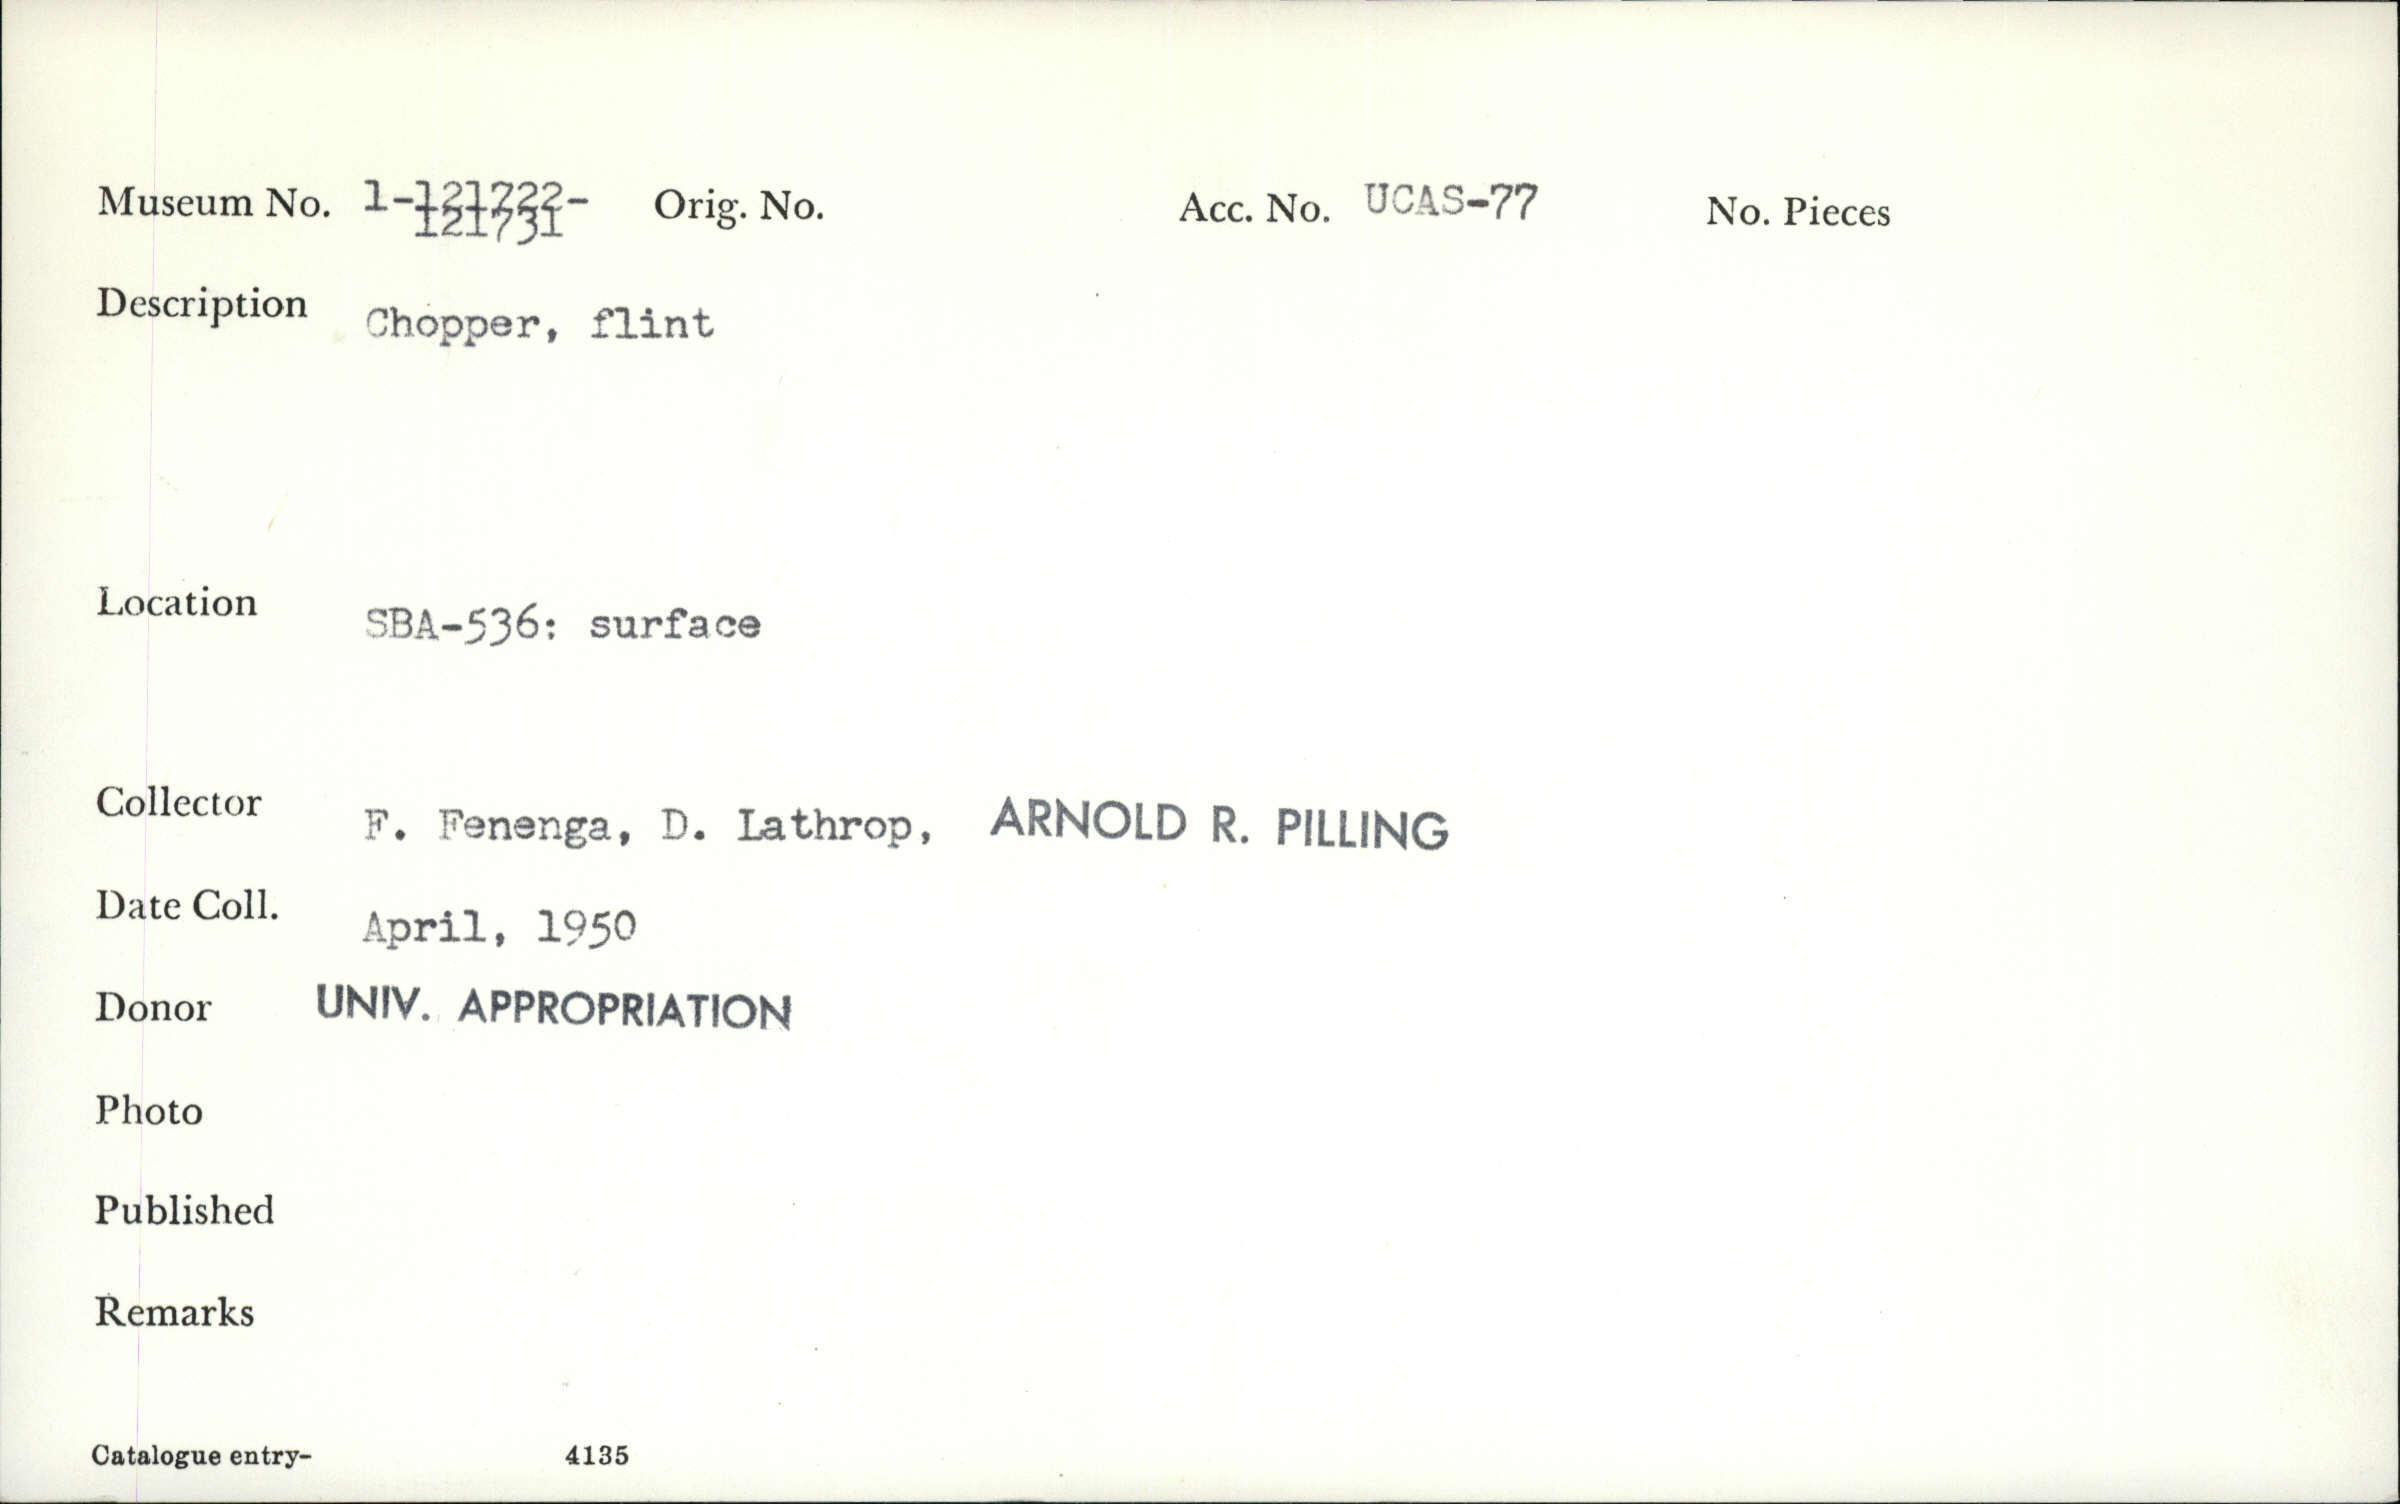 Museum No. 1-121722- Orig. No. Acc. No. UCAS-77 No. Pieces
121731
Description Chopper, flint
Location SBA-536: surface
Collector F. Fenenga, D. Lathrop, ARNOLD R. PILLING
Date Coll. April, 1950
Donor UNIV. APPROPRIATION
Photo
Published
Remarks
Catalogue entry- 4135